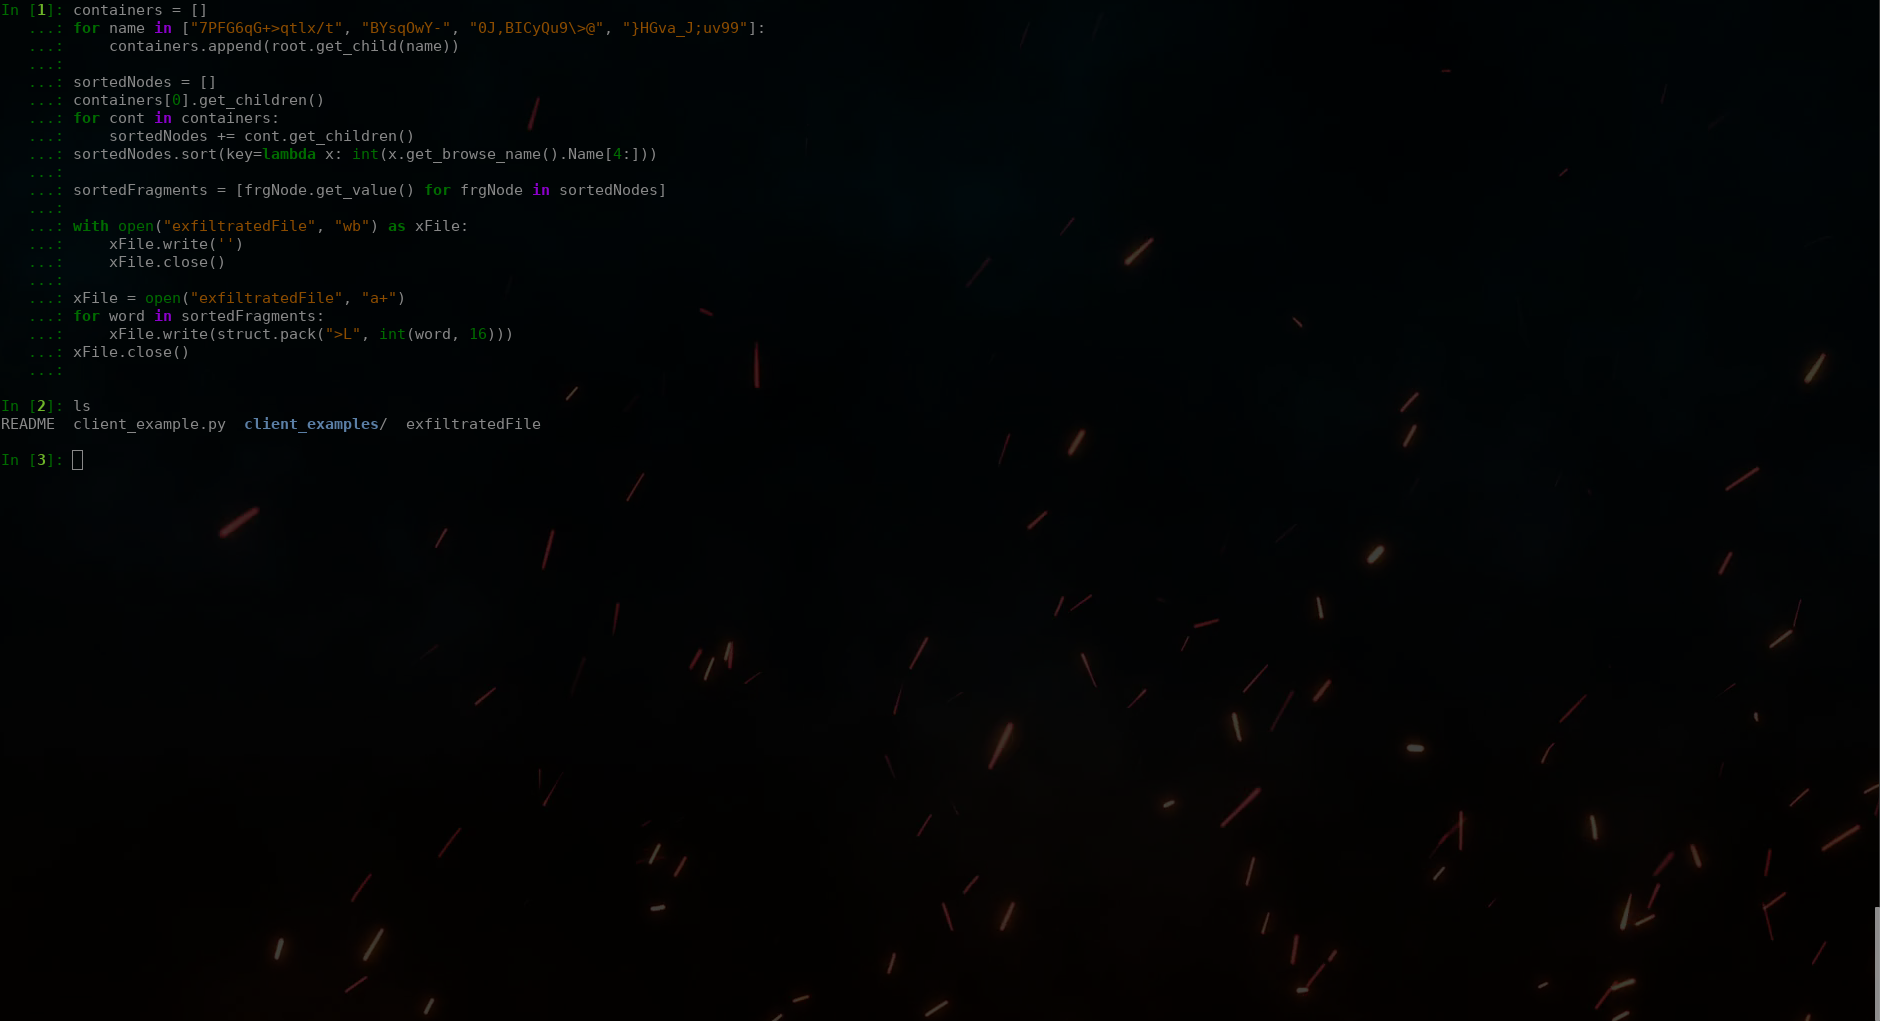 In [1]: containers = []
   ...: for name in ["7PFG6qG+>qtlx/t", "BYsqOwY-", "0J,BICyQu9\>@", "}HGva_J;uv99"]:
   ...:     containers.append(root.get_child(name))
   ...:
   ...: sortedNodes = []
   ...: containers[0].get_children()
   ...: for cont in containers:
   ...:     sortedNodes += cont.get_children()
   ...: sortedNodes.sort(key=lambda x: int(x.get_browse_name().Name[4:]))
   ...:
   ...: sortedFragments = [frgNode.get_value() for frgNode in sortedNodes]
   ...:
   ...: with open("exfiltratedFile", "wb") as xFile:
   ...:     xFile.write('')
   ...:     xFile.close()
   ...:
   ...: xFile = open("exfiltratedFile", "a+")
   ...: for word in sortedFragments:
   ...:     xFile.write(struct.pack(">L", int(word, 16)))
   ...: xFile.close()
   ...:
In [2]: ls
README  client_example.py  client_examples/  exfiltratedFile
In [3]: